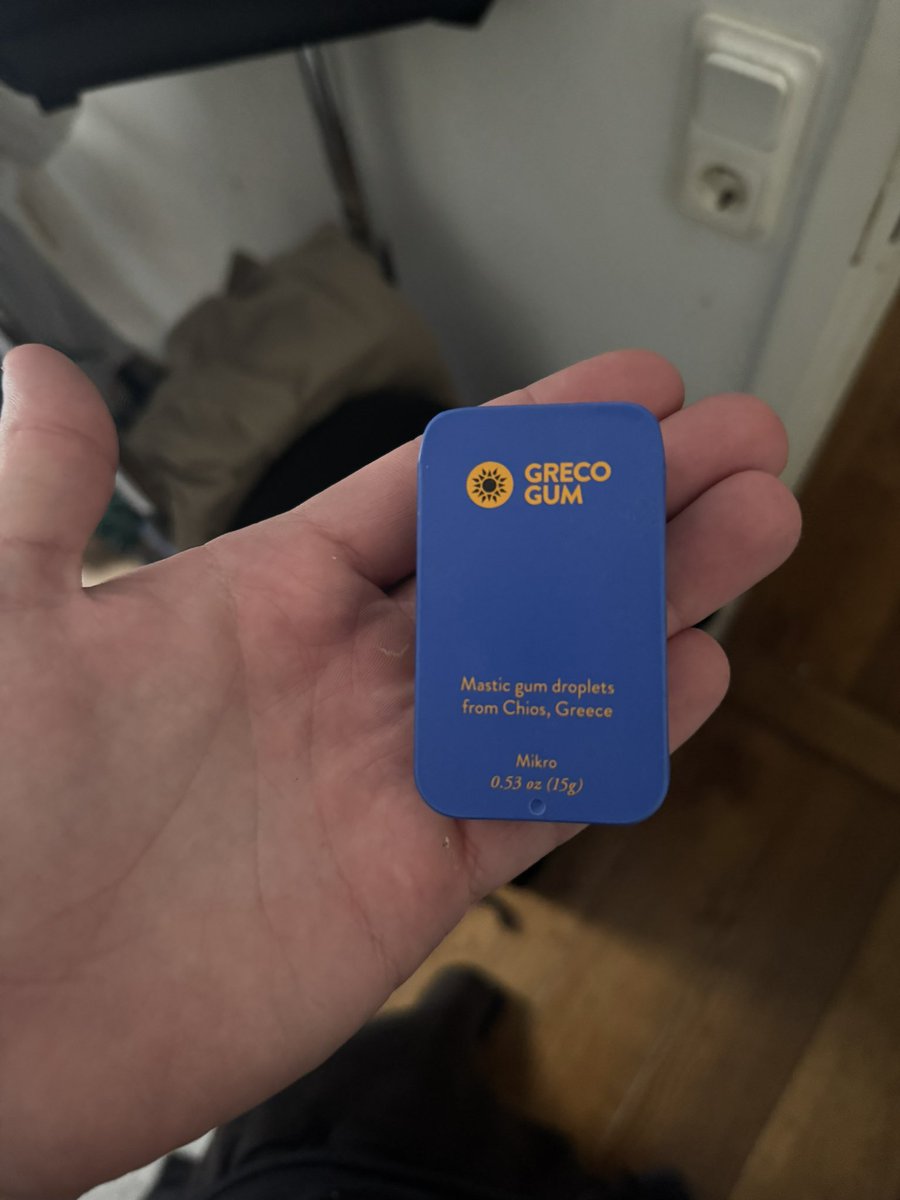 GRECO
GUM
Mastic gum droplets
from Chios, Greece
Mikro
0.53 oz (15g)